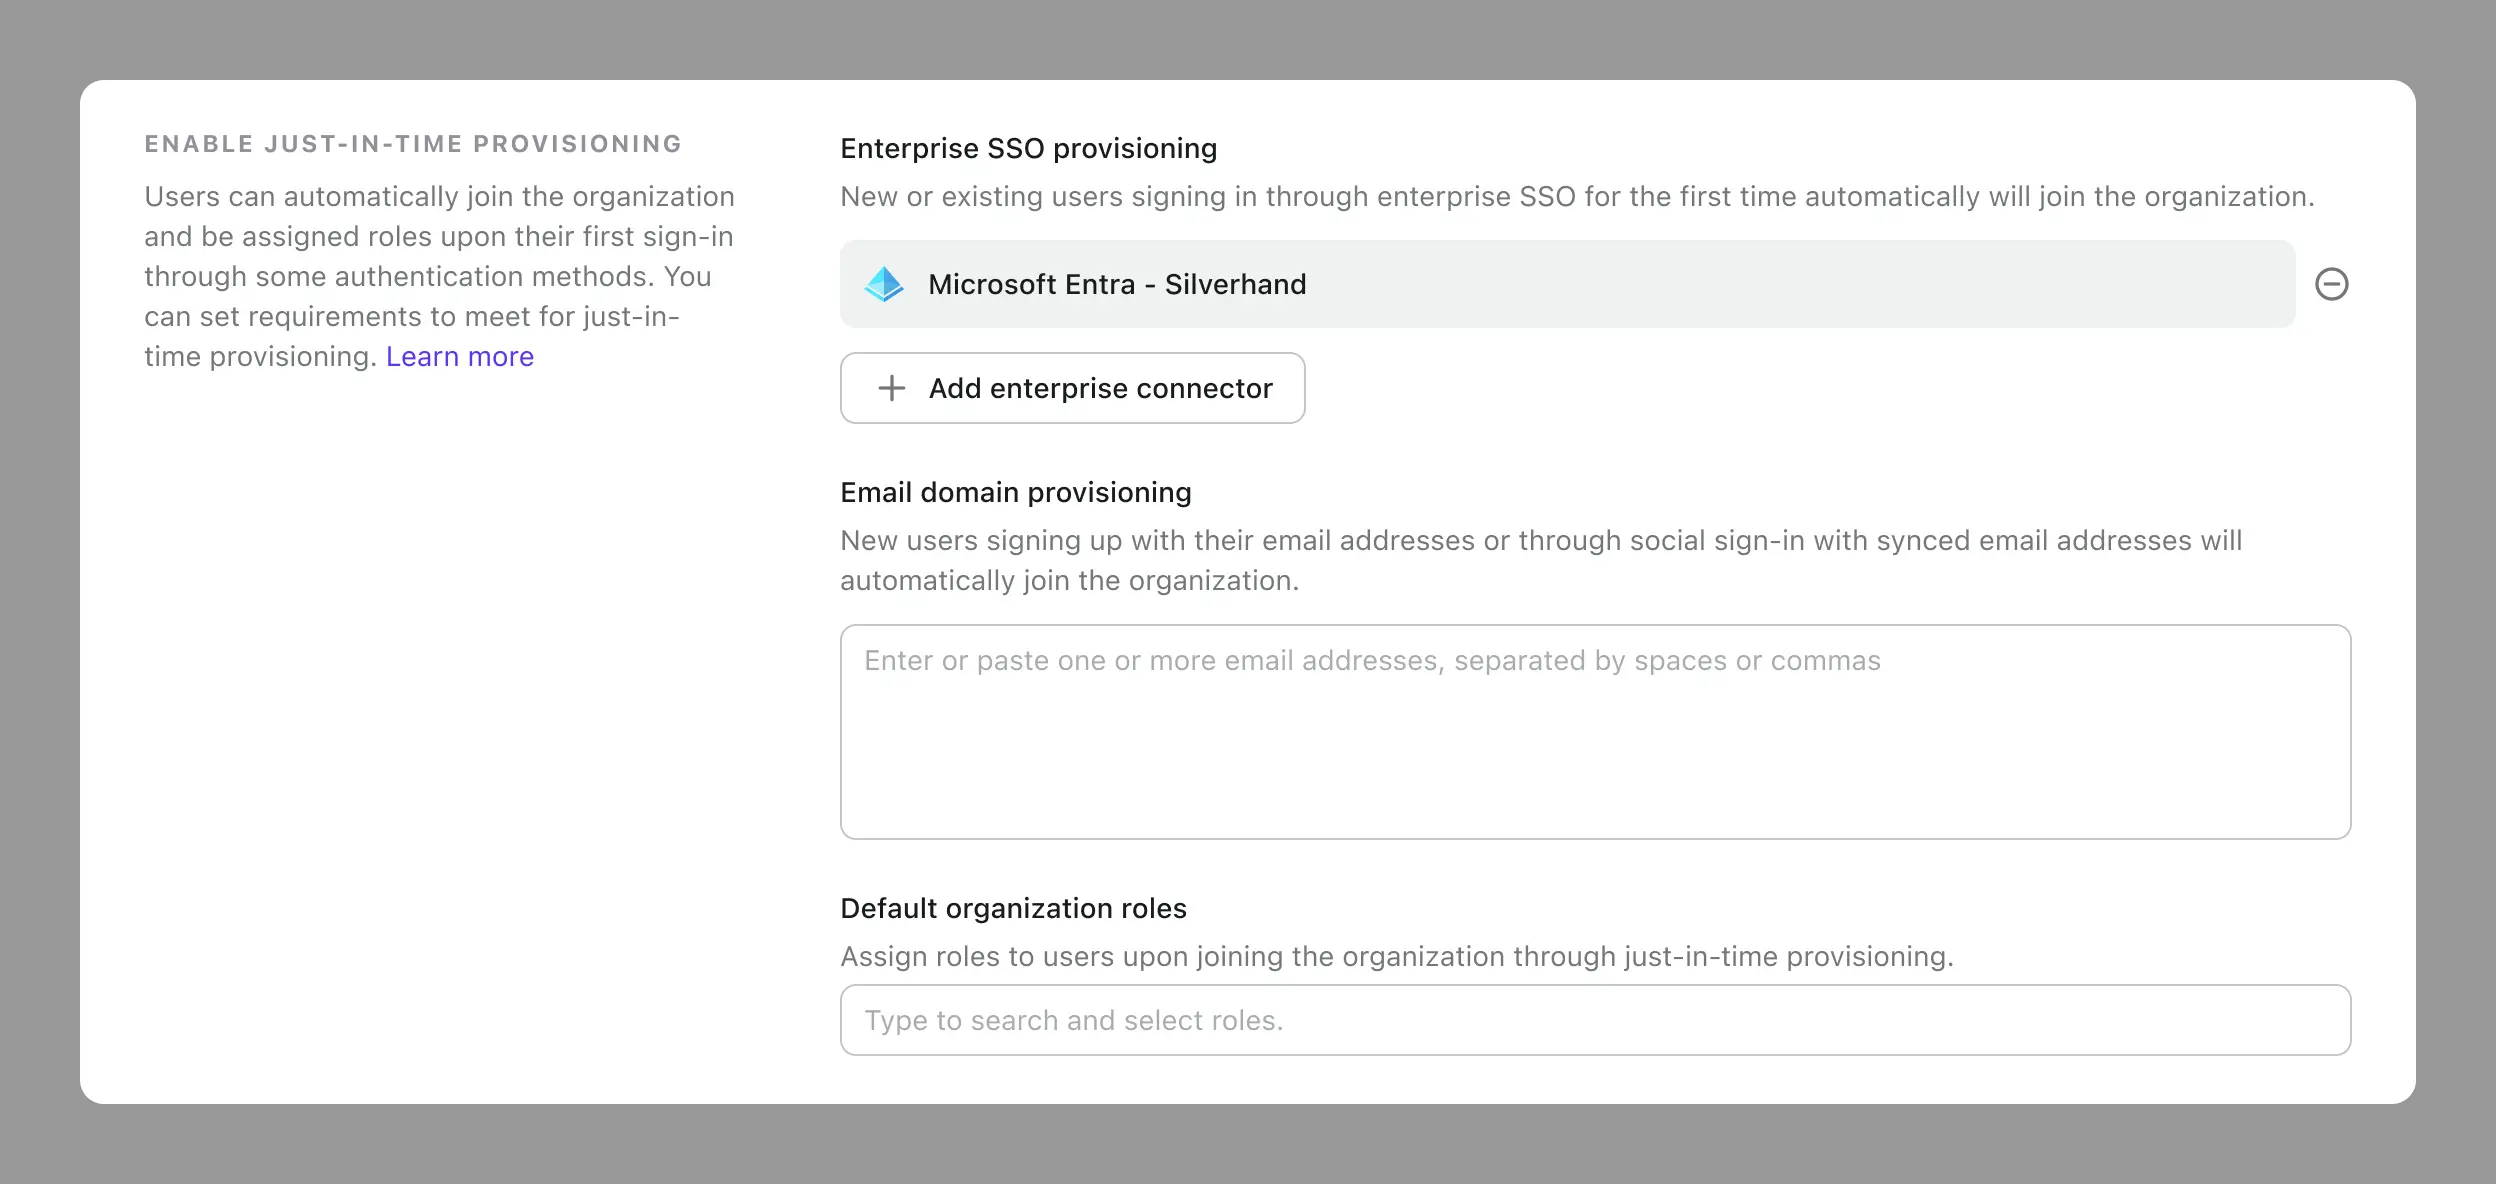 ENABLE JUST-IN-TIME PROVISIONING
Users can automatically join the organization
and be assigned roles upon their first sign-in
through some authentication methods. You
can set requirements to meet for just-in-
time provisioning. Learn more
Enterprise SSO provisioning
New or existing users signing in through enterprise SSO for the first time automatically will join the organization.
Microsoft Entra - Silverhand
Add enterprise connector
Email domain provisioning
New users signing up with their email addresses or through social sign-in with synced email addresses will
automatically join the organization.
Enter or paste one or more email addresses, separated by spaces or commas
Default organization roles
Assign roles to users upon joining the organization through just-in-time provisioning.
Type to search and select roles.